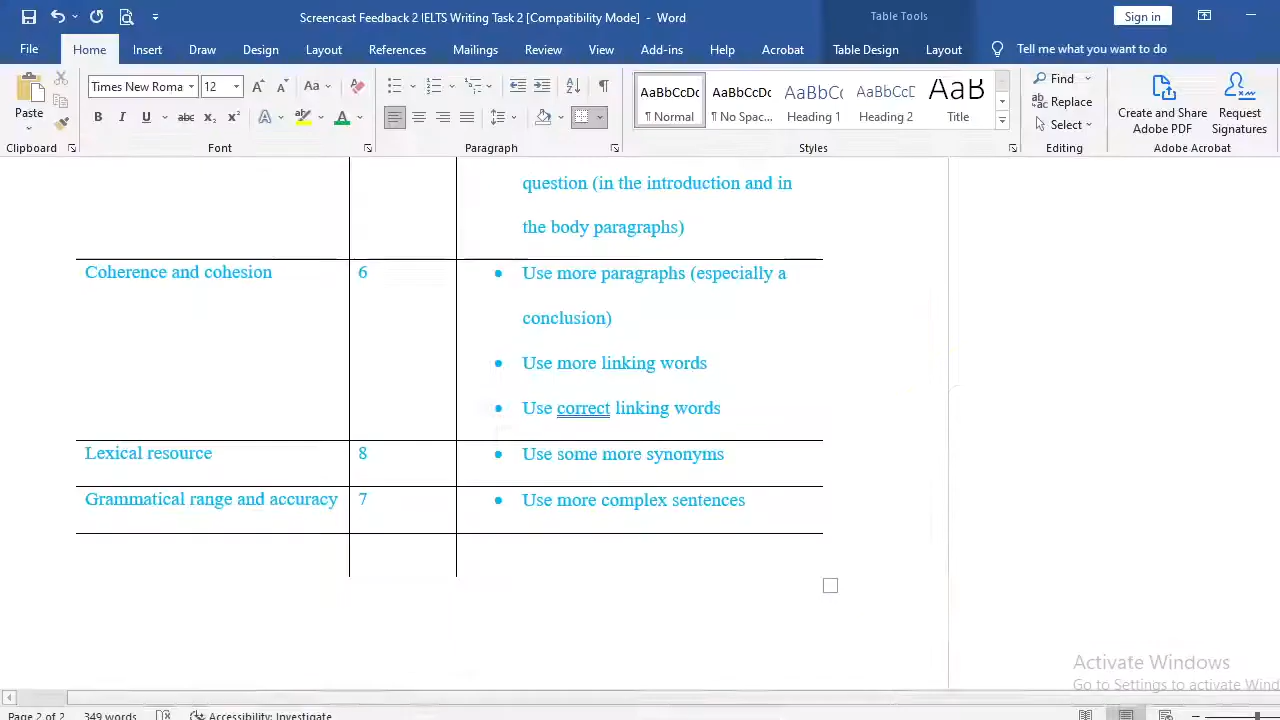 Screencast Feedback 2 IELTS Writing Task 2 [Compatibility Mode] - Word
Table Tools
Sign in
File Home Insert Draw Design Layout References Mailings Review View Add-ins Help Acrobat Table Design Layout Tell me what you want to do
Paste
Times New Roma 12
Aa
B I U abc x₂ x²
Clipboard
Font
Paragraph
AaBbCcDc
¶ Normal
AaBbCcDc
¶ No Spac...
AaBbCc
Heading 1
AaBbCcD
Heading 2
AaB
Title
Styles
Find
Replace
Select
Editing
Create and Share
Adobe PDF
Request
Signatures
Adobe Acrobat
question (in the introduction and in
the body paragraphs)
Coherence and cohesion 6 • Use more paragraphs (especially a
conclusion)
• Use more linking words
• Use correct linking words
Lexical resource 8 • Use some more synonyms
Grammatical range and accuracy 7 • Use more complex sentences
Activate Windows
Go to Settings to activate Wind
Page 2 of 2 349 words Accessibility: Investigate